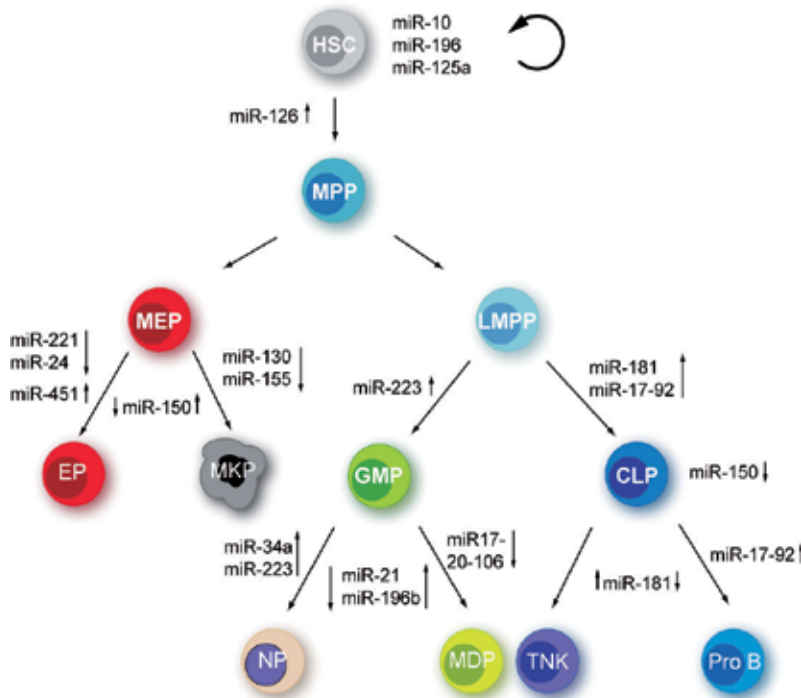 HSC
miR-10
miR-196
miR-125a
miR-126
MPP
MEP
LMPP
miR-221
miR-24
miR-451
miR-150
miR-130
miR-155
miR-223
miR-181
miR-17-92
EP
MKP
GMP
CLP
miR-150
miR-34a
miR-223
miR-21
miR-196b
miR17-
20-106
miR-181
miR-17-92
NP
MDP
TNK
Pro B